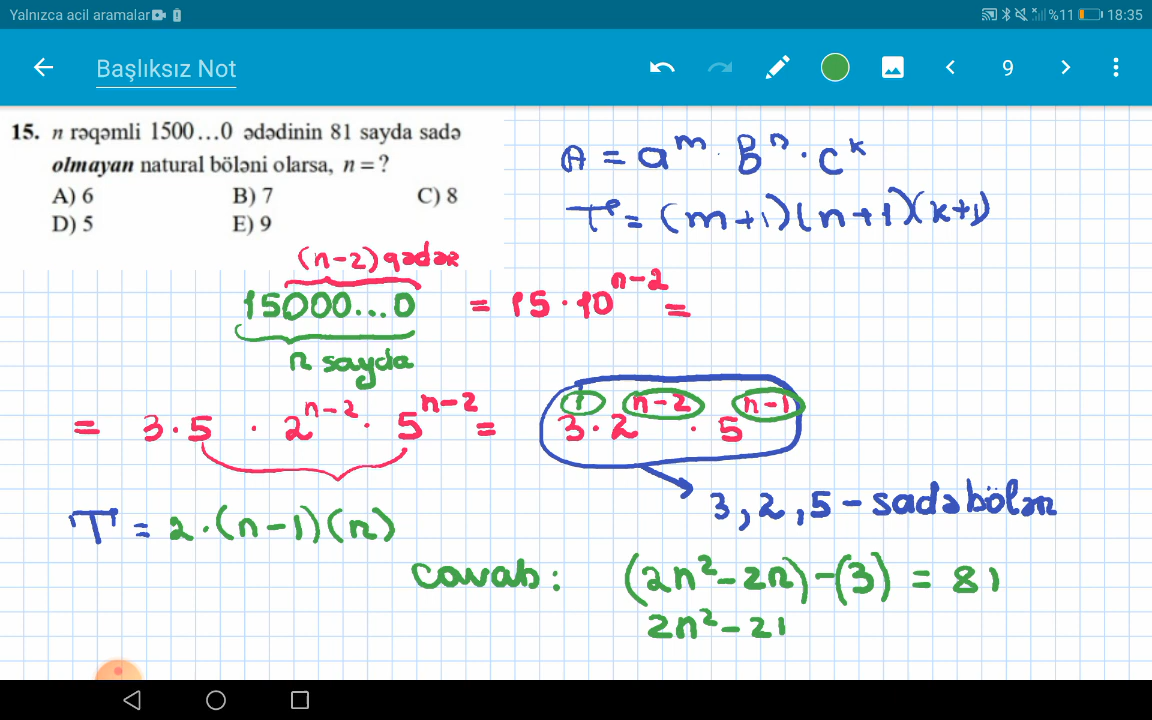 Yalnızca acil aramalar %11 18:35
Başlıksız Not 9
15. n rəqəmli 1500...0 ədədinin 81 sayda sadə
olmayan natural böləni olarsa, n = ?
A) 6 B) 7 C) 8
D) 5 E) 9
A = a^m · B^n · c^k
T = (m+1)(n+1)(k+1)
(n-2) qədər
15000...0 = 15 · 10^(n-2) =
n sayda
= 3 · 5 · 2^(n-2) · 5^(n-2) = 3^1 · 2^(n-2) · 5^(n-1)
3, 2, 5 - sadə bölən
T = 2 · (n-1)(n)
cavab: (2n² - 2n) - (3) = 81
2n² - 21